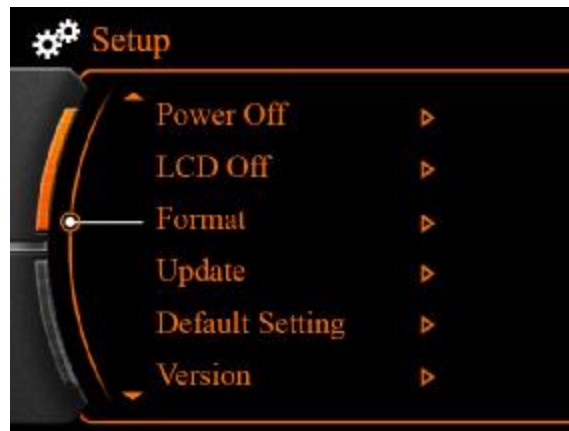 Setup
Power Off
LCD Off
Format
Update
Default Setting
Version